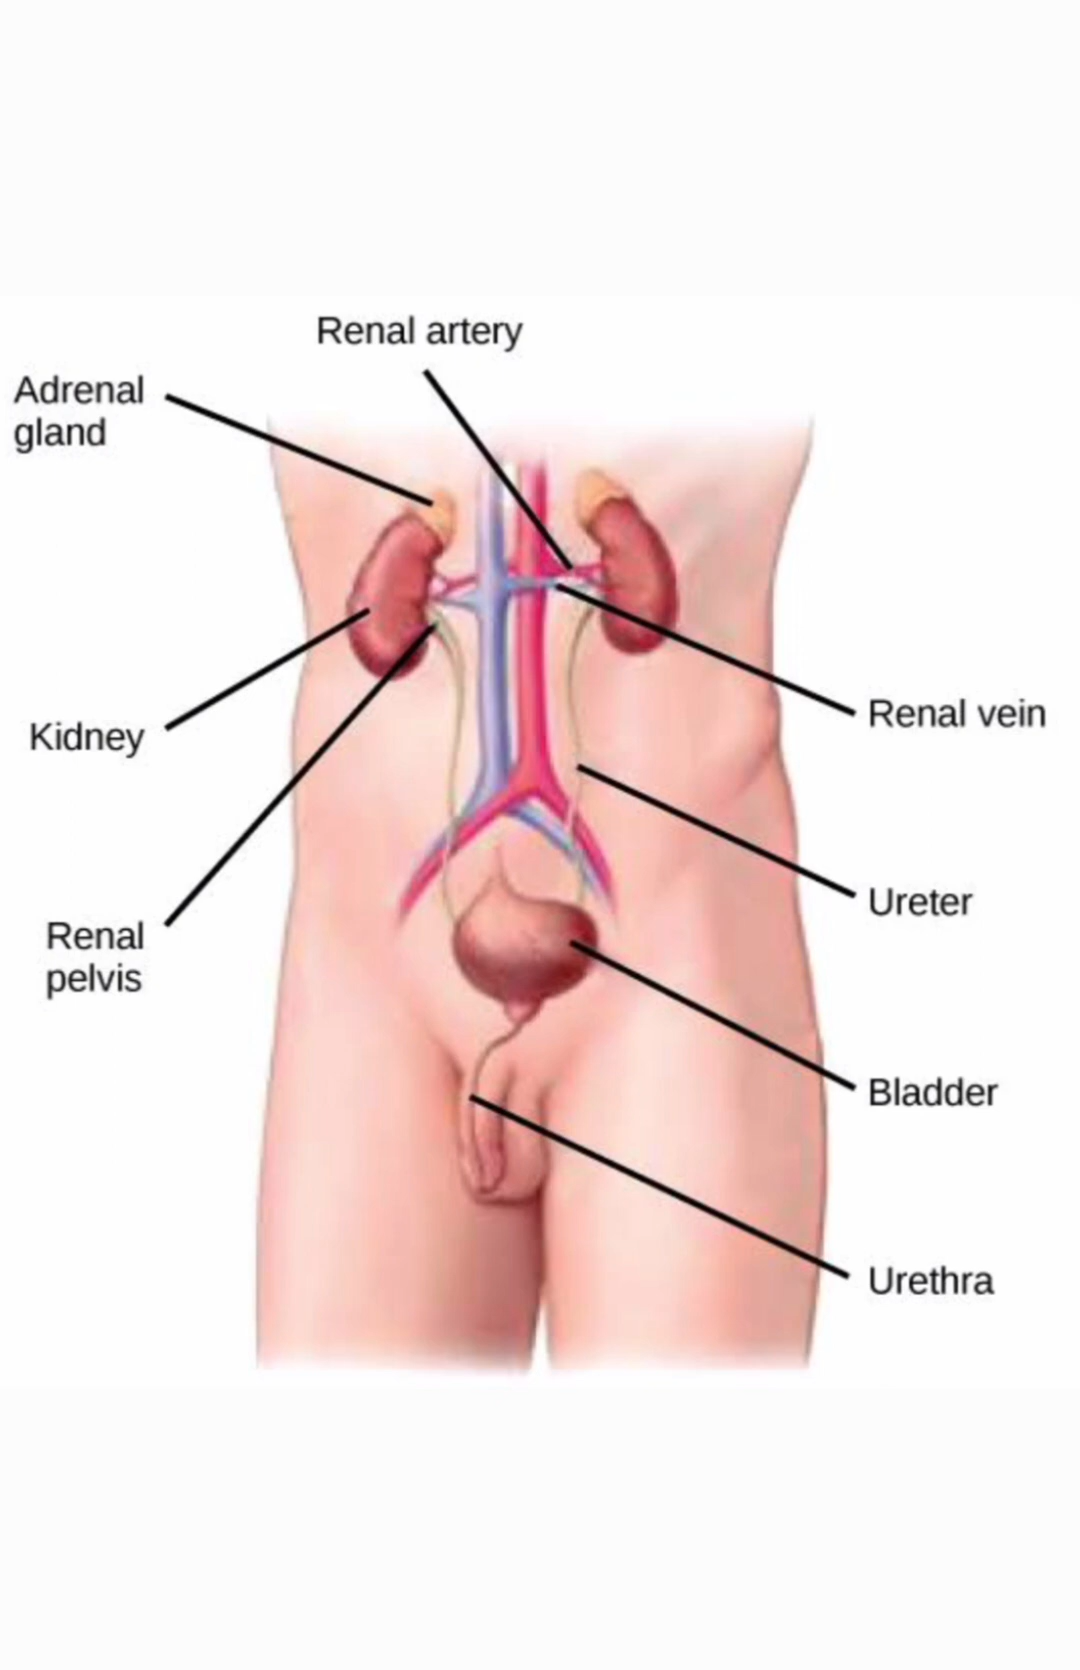 Renal artery
Adrenal
gland
Kidney
Renal vein
Ureter
Renal
pelvis
Bladder
Urethra